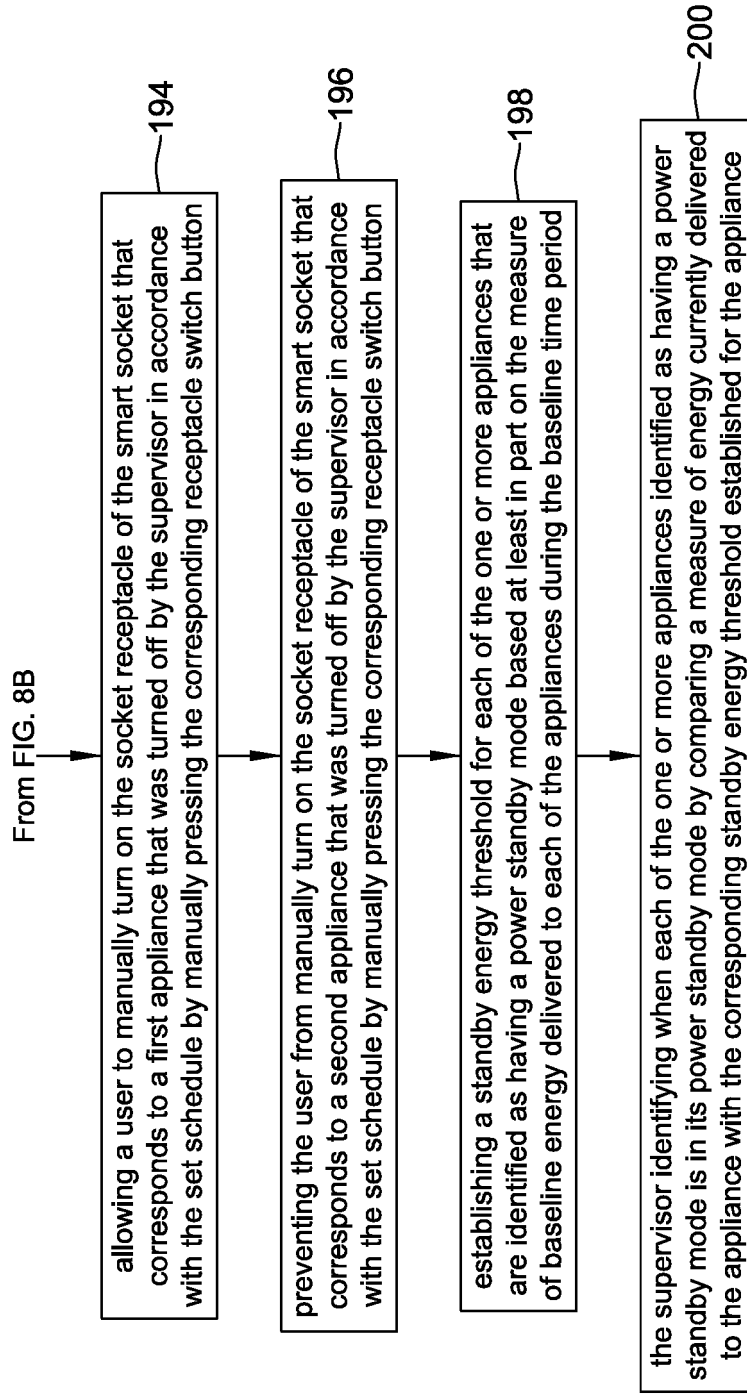 From FIG. 8B
allowing a user to manually turn on the socket receptacle of the smart socket that
corresponds to a first appliance that was turned off by the supervisor in accordance
with the set schedule by manually pressing the corresponding receptacle switch button
194
preventing the user from manually turn on the socket receptacle of the smart socket that
corresponds to a second appliance that was turned off by the supervisor in accordance
with the set schedule by manually pressing the corresponding receptacle switch button
196
establishing a standby energy threshold for each of the one or more appliances that
are identified as having a power standby mode based at least in part on the measure
of baseline energy delivered to each of the appliances during the baseline time period
198
the supervisor identifying when each of the one or more appliances identified as having a power
standby mode is in its power standby mode by comparing a measure of energy currently delivered
to the appliance with the corresponding standby energy threshold established for the appliance
200